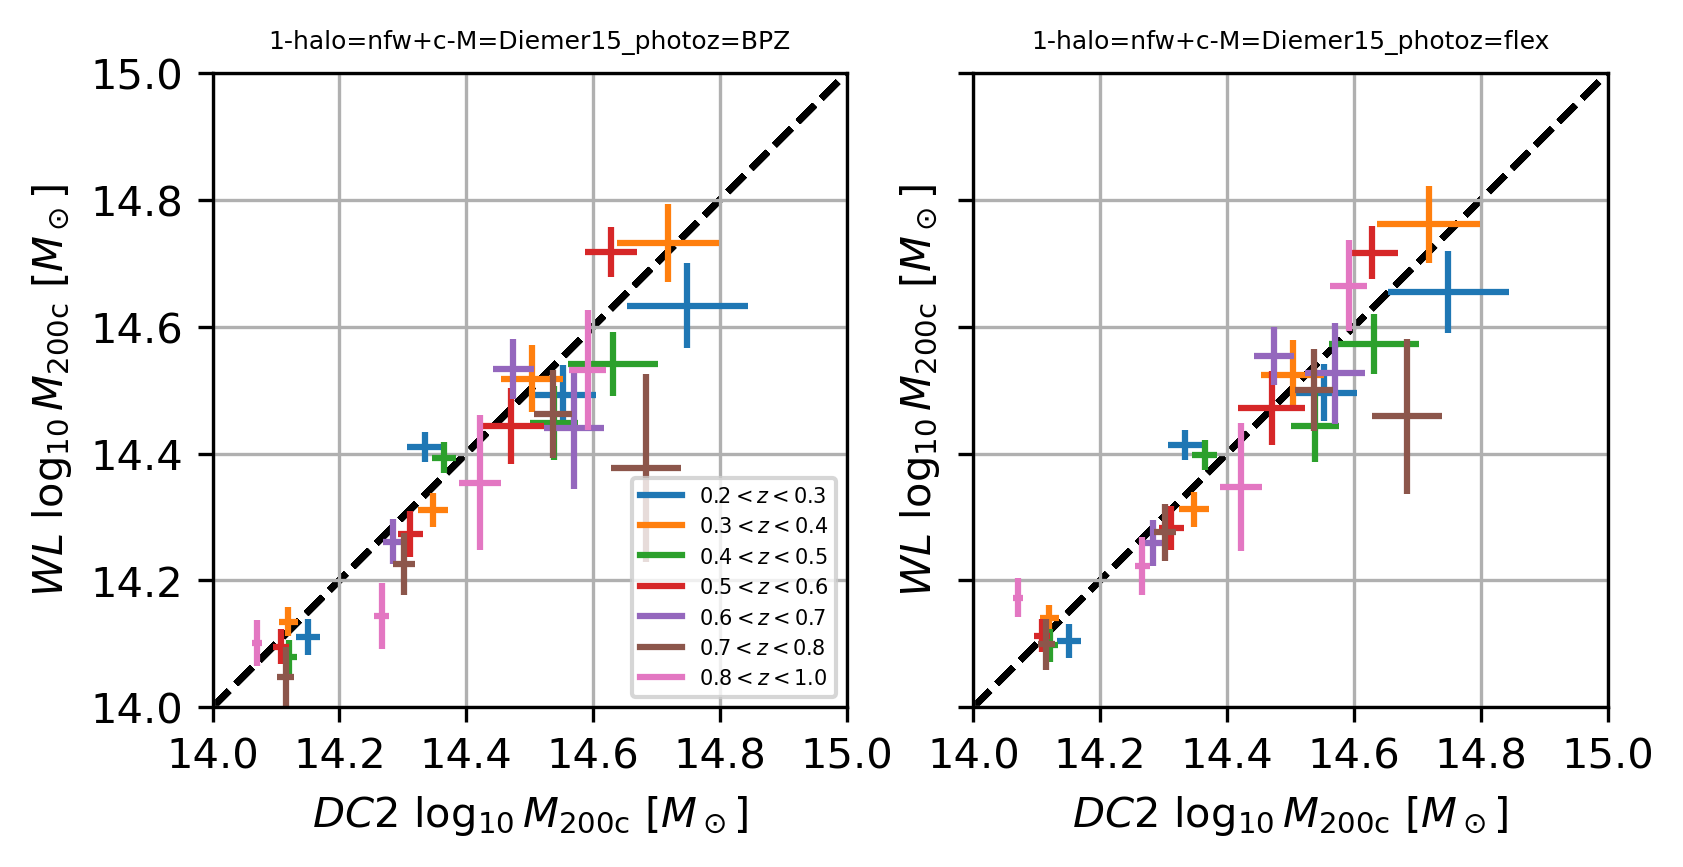 1-halo=nfw+c-M=Diemer15_photoz=BPZ
1-halo=nfw+c-M=Diemer15_photoz=flex
15.0
14.8
14.6
14.4
14.2
14.0
WL log₁₀ M₂₀₀c [M⊙]
WL log₁₀ M₂₀₀c [M⊙]
0.2 < z < 0.3
0.3 < z < 0.4
0.4 < z < 0.5
0.5 < z < 0.6
0.6 < z < 0.7
0.7 < z < 0.8
0.8 < z < 1.0
14.0 14.2 14.4 14.6 14.8 15.0
14.0 14.2 14.4 14.6 14.8 15.0
DC2 log₁₀ M₂₀₀c [M⊙]
DC2 log₁₀ M₂₀₀c [M⊙]